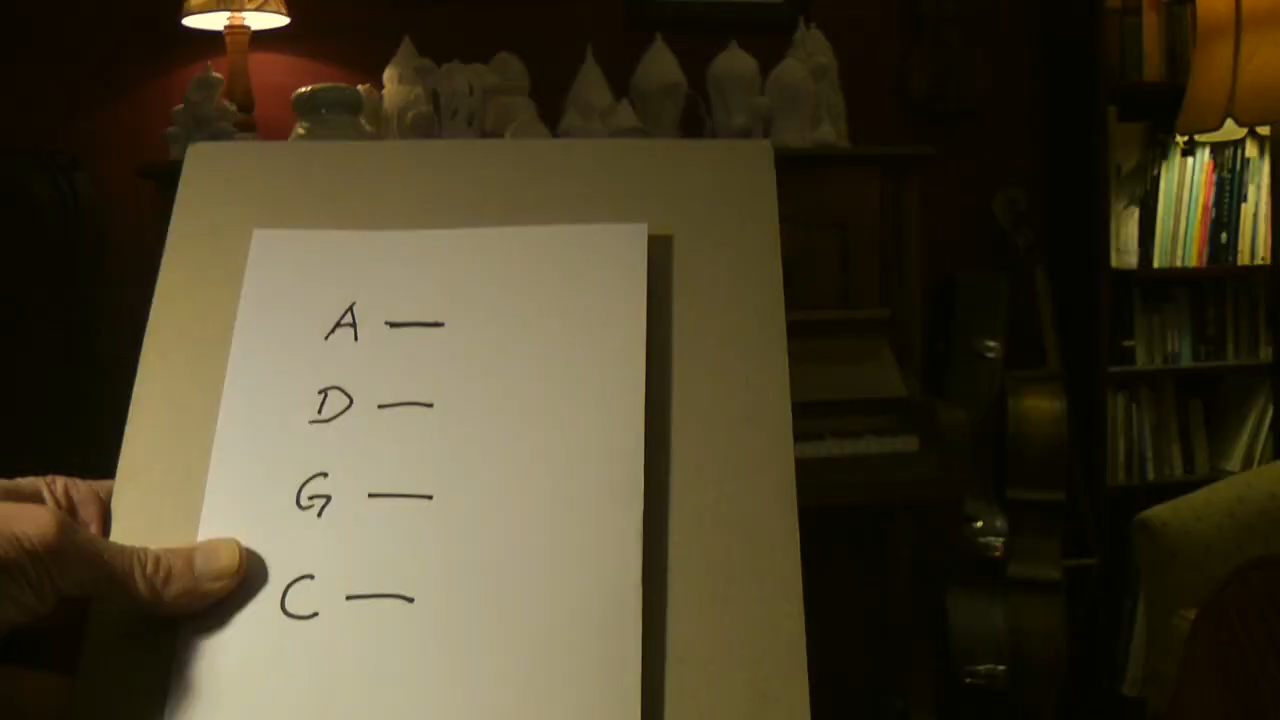 A —
D —
G —
C —